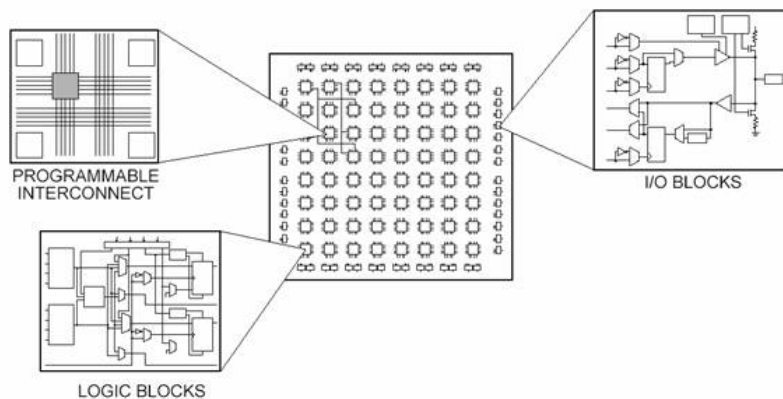 PROGRAMMABLE
INTERCONNECT
I/O BLOCKS
LOGIC BLOCKS